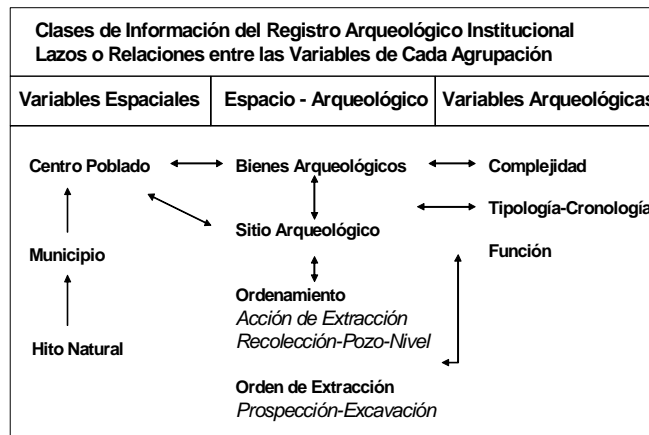 Clases de Información del Registro Arqueológico Institucional
Lazos o Relaciones entre las Variables de Cada Agrupación
Variables Espaciales
Espacio - Arqueológico
Variables Arqueológicas
Centro Poblado
Bienes Arqueológicos
Complejidad
Tipología-Cronología
Sitio Arqueológico
Municipio
Función
Ordenamiento
Acción de Extracción
Recolección-Pozo-Nivel
Hito Natural
Orden de Extracción
Prospección-Excavación